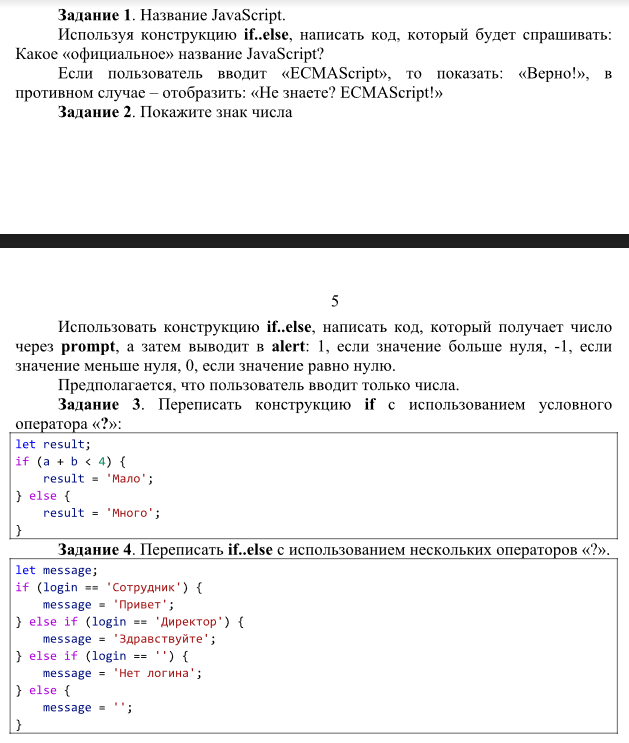 Задание 1. Название JavaScript.
Используя конструкцию if..else, написать код, который будет спрашивать:
Какое «официальное» название JavaScript?
Если пользователь вводит «ECMAScript», то показать: «Верно!», в
противном случае – отобразить: «Не знаете? ECMAScript!»
Задание 2. Покажите знак числа
5
Использовать конструкцию if..else, написать код, который получает число
через prompt, а затем выводит в alert: 1, если значение больше нуля, -1, если
значение меньше нуля, 0, если значение равно нулю.
Предполагается, что пользователь вводит только числа.
Задание 3. Переписать конструкцию if с использованием условного
оператора «?»:
let result;
if (a + b < 4) {
    result = 'Мало';
} else {
    result = 'Много';
}
Задание 4. Переписать if..else с использованием нескольких операторов «?».
let message;
if (login == 'Сотрудник') {
    message = 'Привет';
} else if (login == 'Директор') {
    message = 'Здравствуйте';
} else if (login == '') {
    message = 'Нет логина';
} else {
    message = '';
}